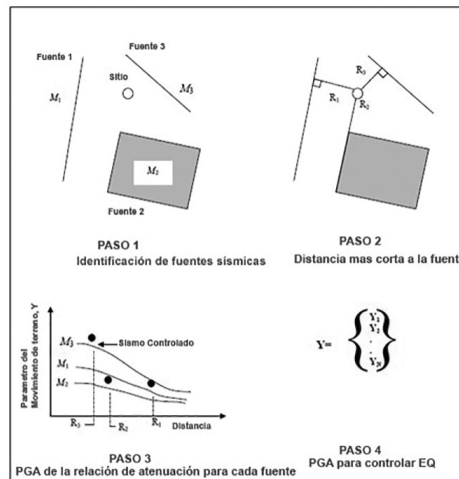 Fuente 1
Fuente 3
Sitio
M₁
M₃
M₂
Fuente 2
PASO 1
Identificación de fuentes sísmicas
R₃
R₁
R₂
PASO 2
Distancia mas corta a la fuent
Parametro del
Movimiento de terreno, Y
M₃
M₁
M₂
Sismo Controlado
R₃
R₂
R₁
Distancia
PASO 3
PGA de la relación de atenuación para cada fuente
Y=
Y₁
Y₂
.
.
Y_N
PASO 4
PGA para controlar EQ